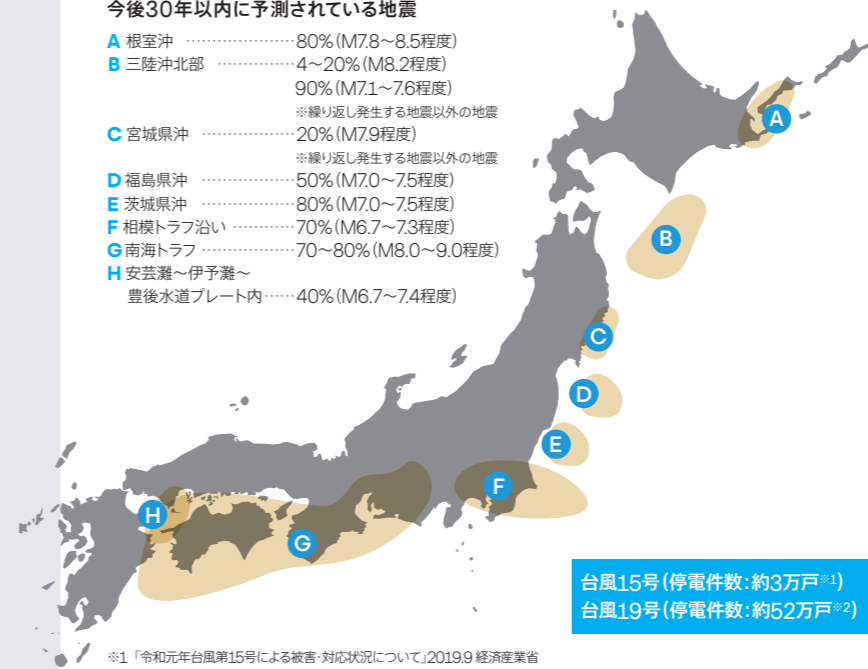 今後30年以内に予測されている地震
A 根室沖 ……………………80%(M7.8〜8.5程度)
B 三陸沖北部 ………………4〜20%(M8.2程度)
90%(M7.1〜7.6程度)
※繰り返し発生する地震以外の地震
C 宮城県沖 …………………20%(M7.9程度)
※繰り返し発生する地震以外の地震
D 福島県沖 …………………50%(M7.0〜7.5程度)
E 茨城県沖 …………………80%(M7.0〜7.5程度)
F 相模トラフ沿い …………70%(M6.7〜7.3程度)
G 南海トラフ …………………70〜80%(M8.0〜9.0程度)
H 安芸灘〜伊予灘〜
豊後水道プレート内……40%(M6.7〜7.4程度)
A
B
C
D
E
F
H
G
台風15号(停電件数:約3万戸※1)
台風19号(停電件数:約52万戸※2)
※1「令和元年台風第15号による被害・対応状況について」2019.9 経済産業省